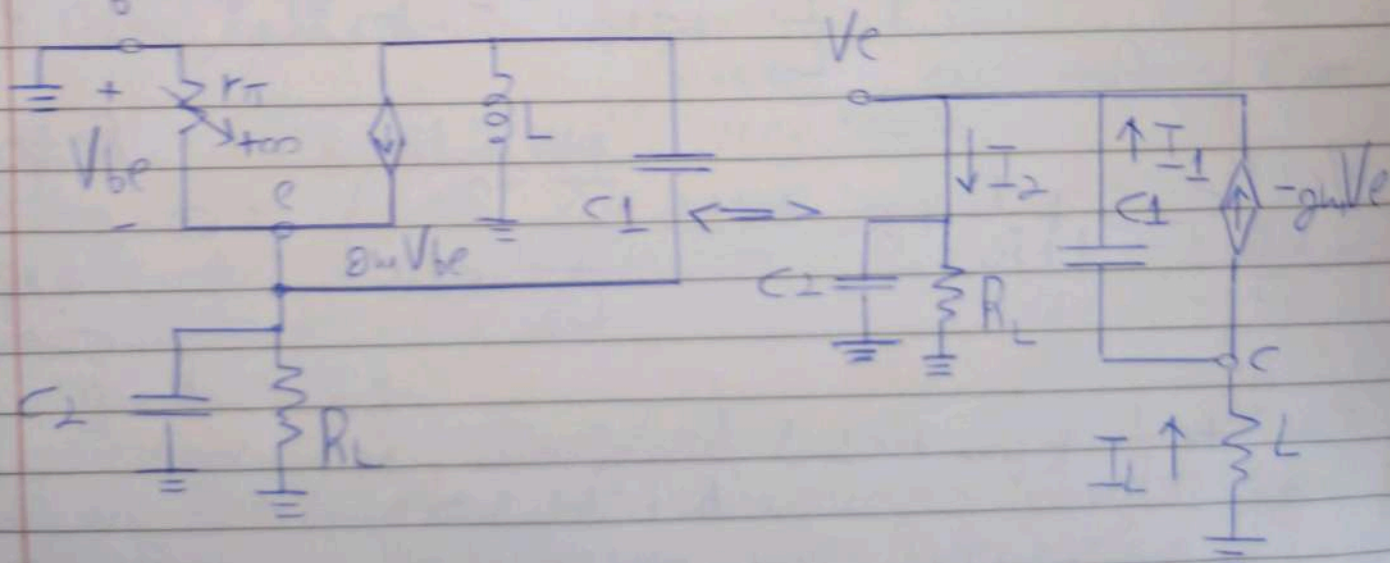 Ve
+ rπ
L
I₂ I1
Vbe +∞
e C1 <=> C1 -gmVe
- gmVbe
C2 RL
C
C2 RL
IL L